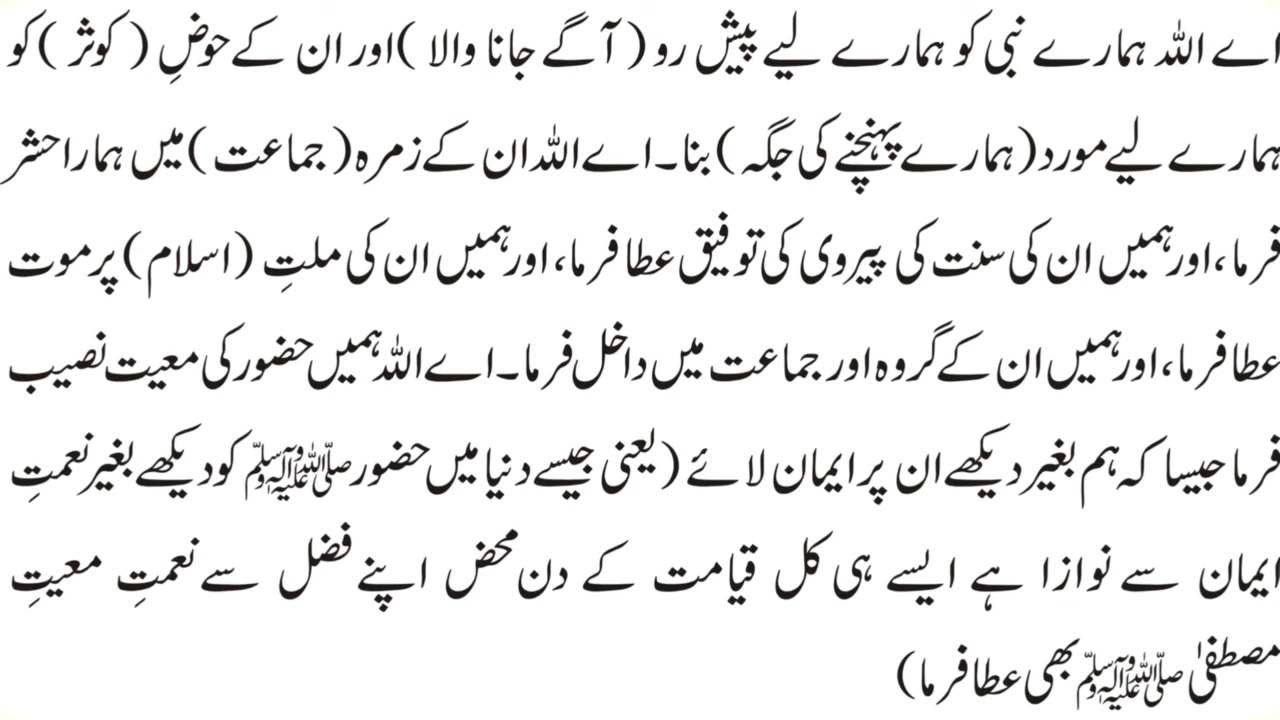 اے اللہ ہمارے نبی کو ہمارے لیے پیش رو (آگے جانا والا) اور ان کے حوضِ (کوثر) کو
ہمارے لیے مورد (ہمارے پہنچنے کی جگہ) بنا۔ اے اللہ ان کے زمرہ (جماعت) میں ہمارا حشر
فرما، اور ہمیں ان کی سنت کی پیروی کی توفیق عطا فرما، اور ہمیں ان کی ملتِ (اسلام) پر موت
عطا فرما، اور ہمیں ان کے گروہ اور جماعت میں داخل فرما۔ اے اللہ ہمیں حضور کی معیت نصیب
فرما جیسا کہ ہم بغیر دیکھے ان پر ایمان لائے (یعنی جیسے دنیا میں حضور صلی اللہ علیہ وآلہ وسلم کو دیکھے بغیر نعمتِ
ایمان سے نوازا ہے ایسے ہی کل قیامت کے دن محض اپنے فضل سے نعمتِ معیتِ
مصطفیٰ صلی اللہ علیہ وآلہ وسلم بھی عطا فرما)